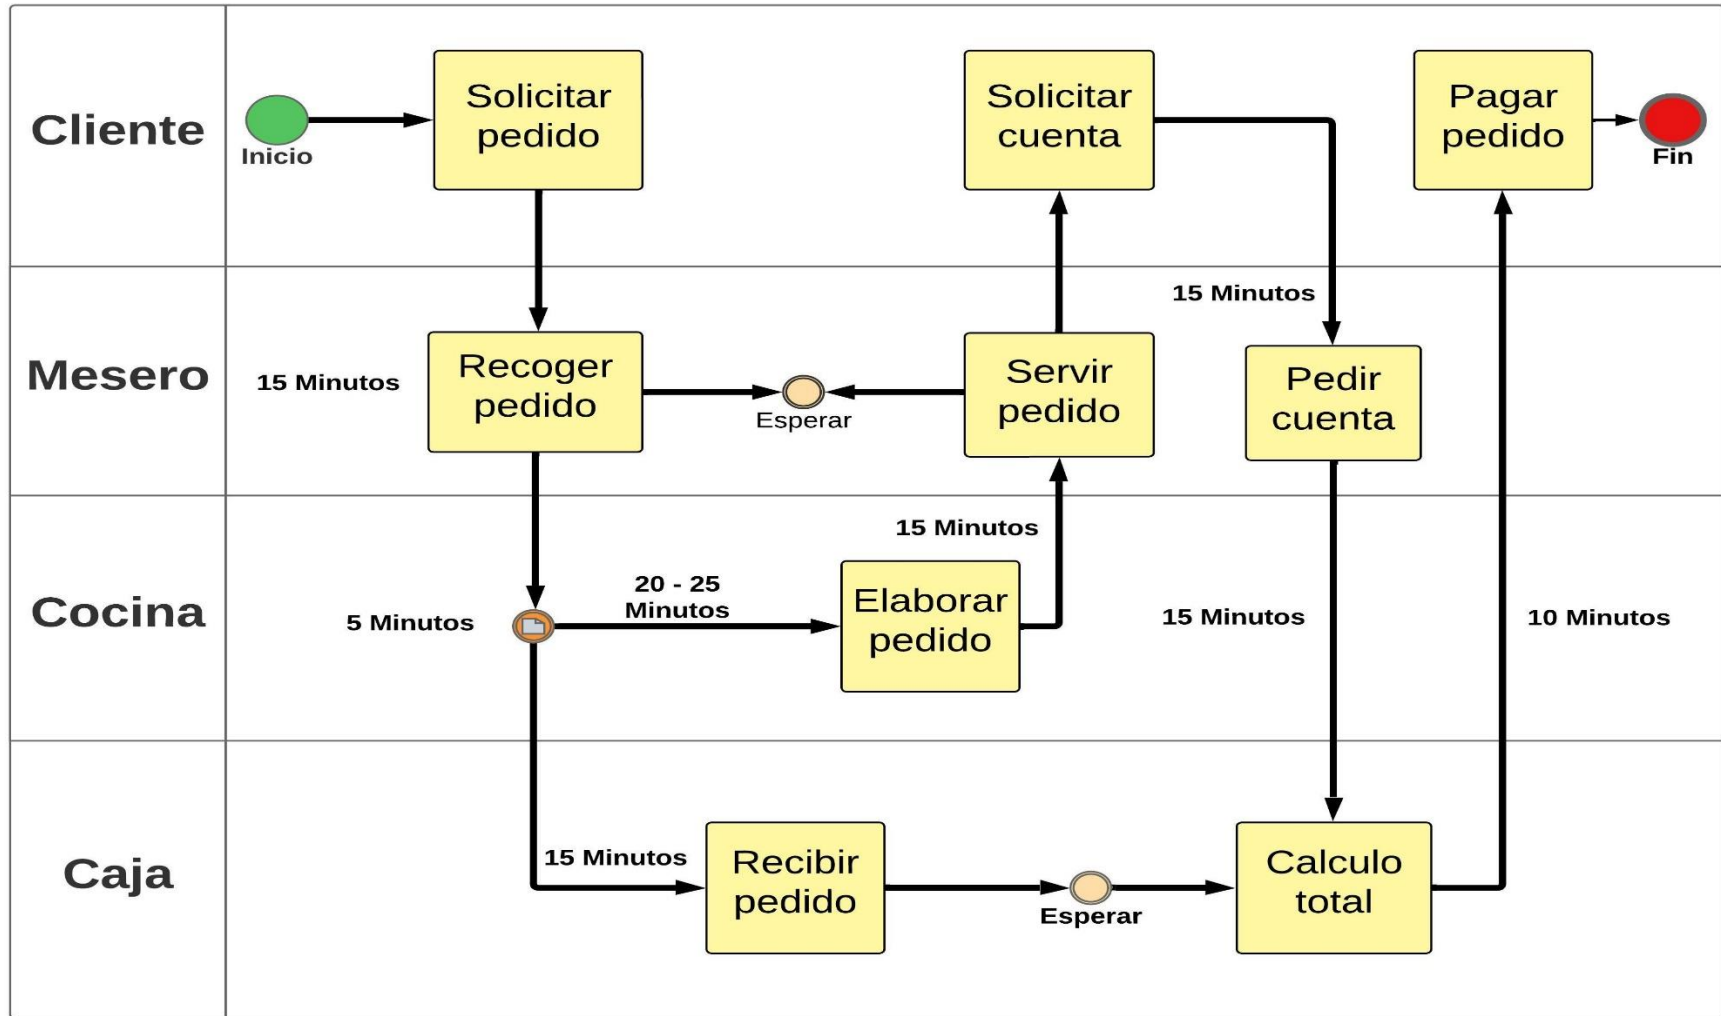 Cliente
Inicio
Solicitar
pedido
Solicitar
cuenta
Pagar
pedido
Fin
Mesero
15 Minutos
Recoger
pedido
Esperar
Servir
pedido
15 Minutos
Pedir
cuenta
Cocina
5 Minutos
20 - 25
Minutos
Elaborar
pedido
15 Minutos
15 Minutos
10 Minutos
Caja
15 Minutos
Recibir
pedido
Esperar
Calculo
total